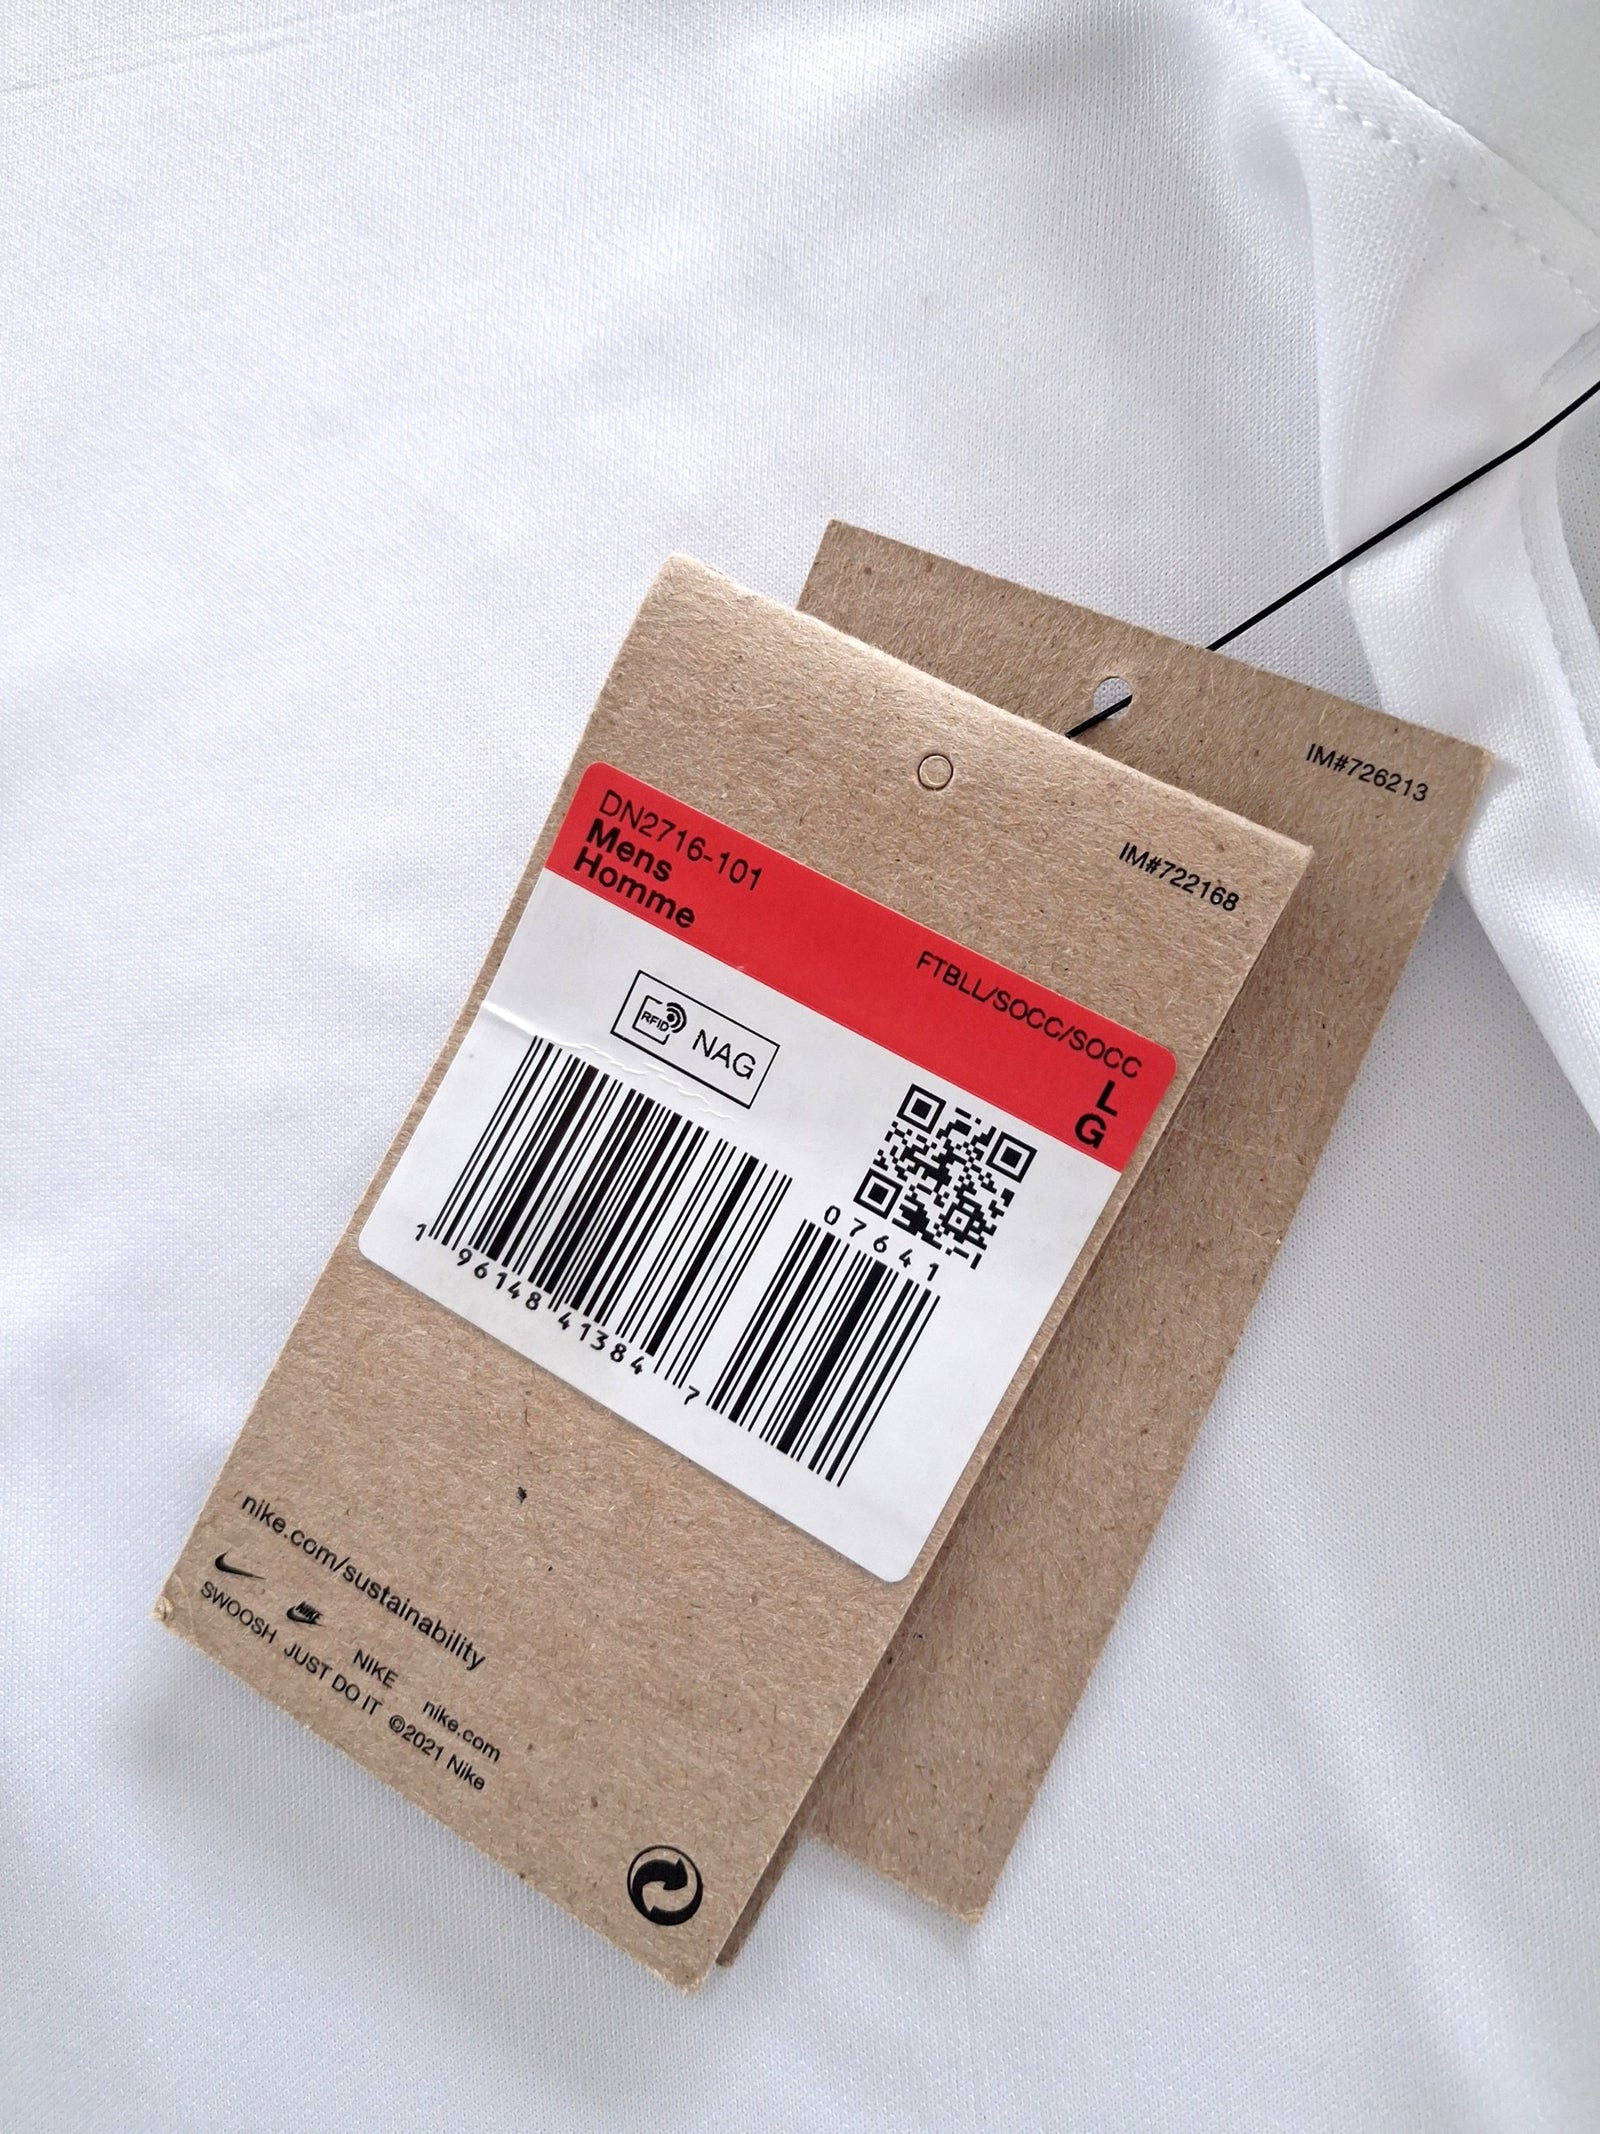 IM#726213
IM#722168
DN2716-101
Mens
Homme
FTBLL/SOCC/SOCC
L
G
RFID NAG
07641
1 96148 41384 7
nike.com/sustainability
NIKE
NIKE
nike.com
SWOOSH JUST DO IT ©2021 Nike